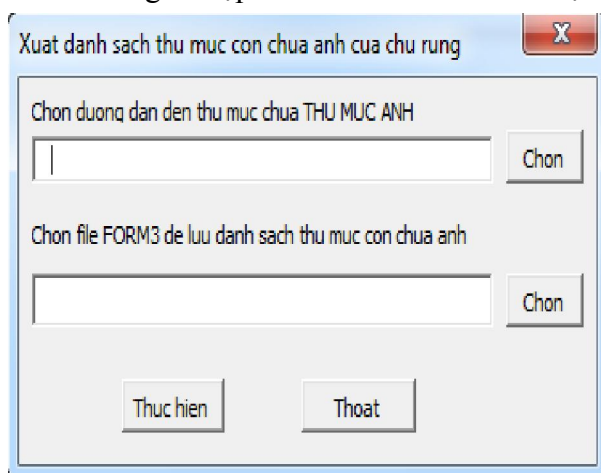 Xuat danh sach thu muc con chua anh cua chu rung
X
Chon duong dan den thu muc chua THU MUC ANH
Chon
Chon file FORM3 de luu danh sach thu muc con chua anh
Chon
Thuc hien
Thoat